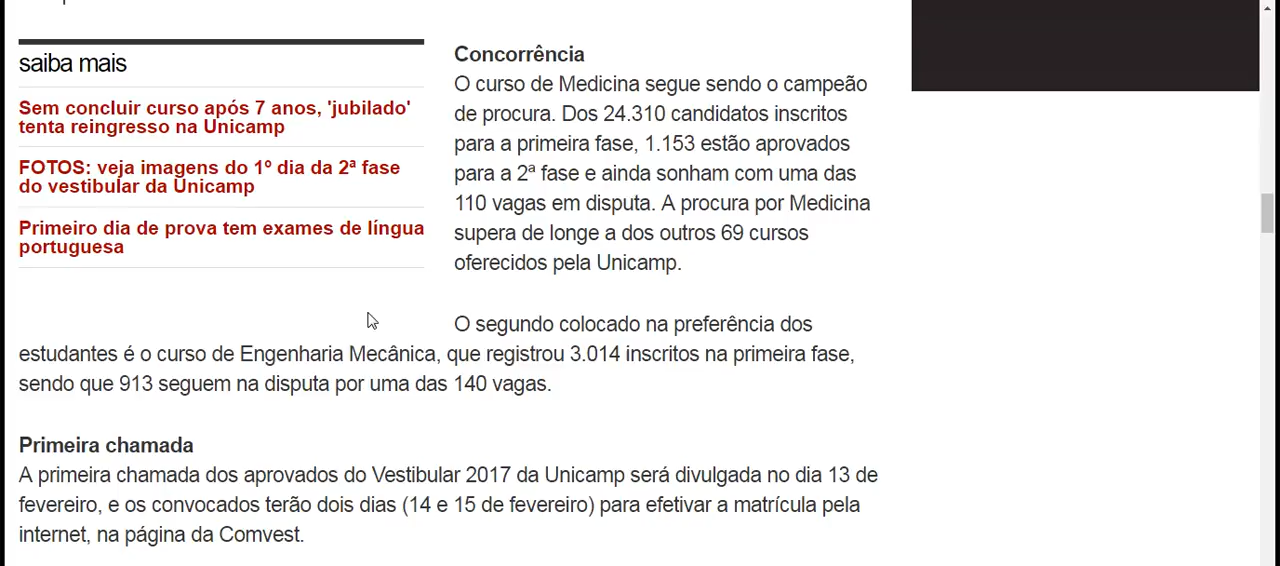 saiba mais
Sem concluir curso após 7 anos, 'jubilado'
tenta reingresso na Unicamp
FOTOS: veja imagens do 1º dia da 2ª fase
do vestibular da Unicamp
Primeiro dia de prova tem exames de língua
portuguesa
Concorrência
O curso de Medicina segue sendo o campeão
de procura. Dos 24.310 candidatos inscritos
para a primeira fase, 1.153 estão aprovados
para a 2ª fase e ainda sonham com uma das
110 vagas em disputa. A procura por Medicina
supera de longe a dos outros 69 cursos
oferecidos pela Unicamp.
O segundo colocado na preferência dos
estudantes é o curso de Engenharia Mecânica, que registrou 3.014 inscritos na primeira fase,
sendo que 913 seguem na disputa por uma das 140 vagas.
Primeira chamada
A primeira chamada dos aprovados do Vestibular 2017 da Unicamp será divulgada no dia 13 de
fevereiro, e os convocados terão dois dias (14 e 15 de fevereiro) para efetivar a matrícula pela
internet, na página da Comvest.